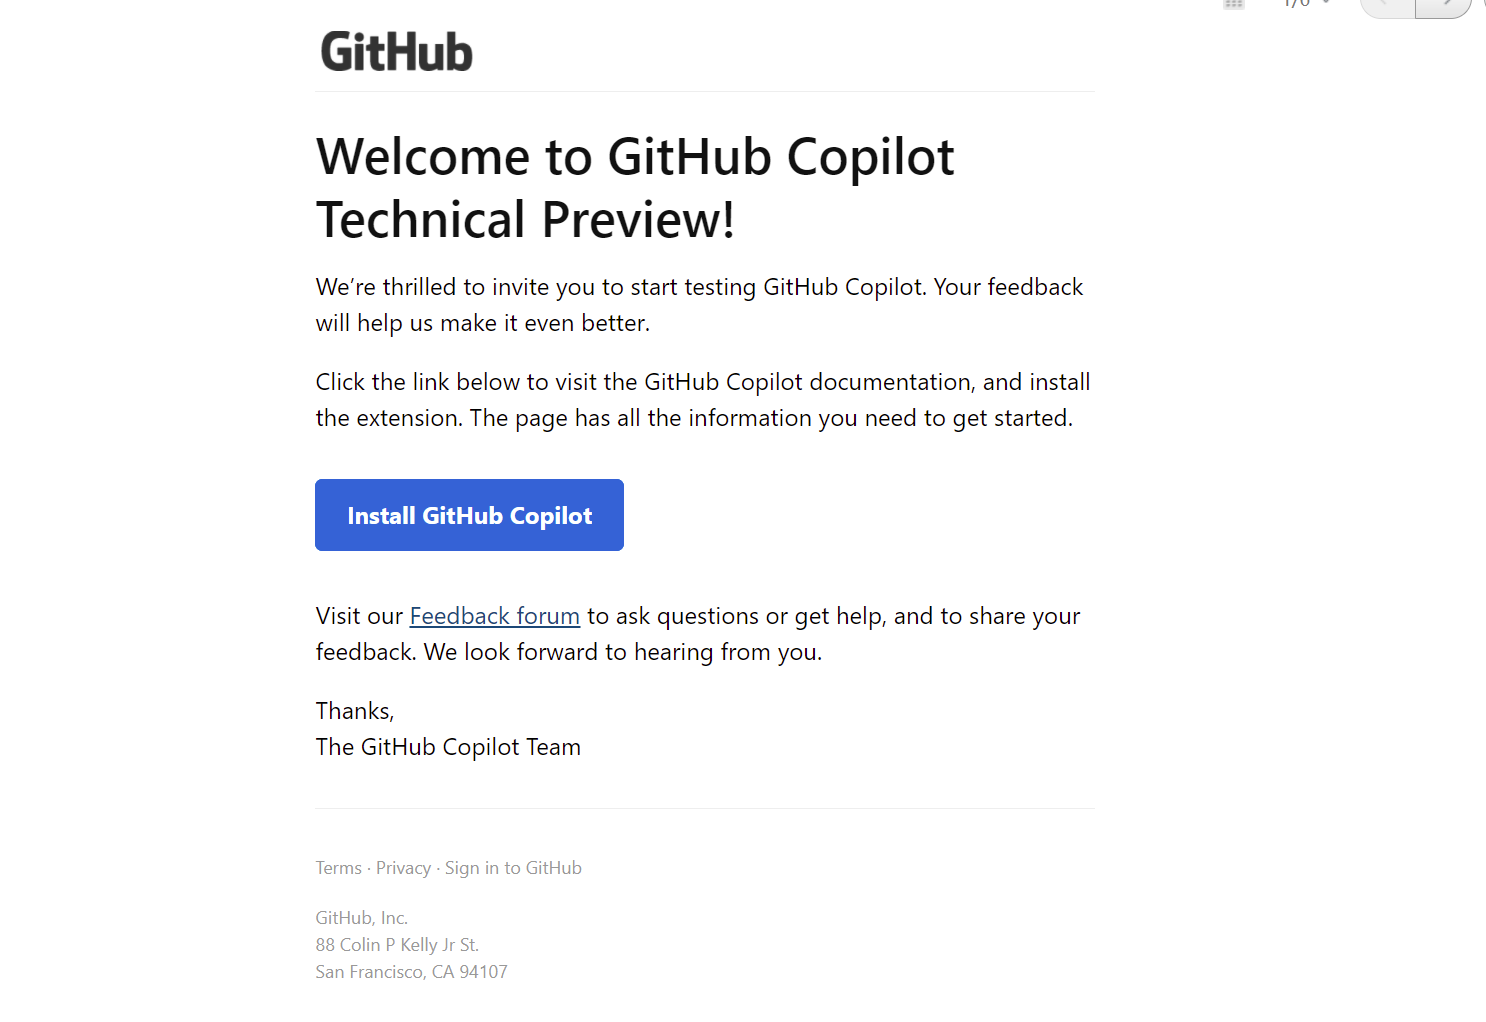 GitHub
Welcome to GitHub Copilot
Technical Preview!
We’re thrilled to invite you to start testing GitHub Copilot. Your feedback
will help us make it even better.
Click the link below to visit the GitHub Copilot documentation, and install
the extension. The page has all the information you need to get started.
Install GitHub Copilot
Visit our Feedback forum to ask questions or get help, and to share your
feedback. We look forward to hearing from you.
Thanks,
The GitHub Copilot Team
Terms · Privacy · Sign in to GitHub
GitHub, Inc.
88 Colin P Kelly Jr St.
San Francisco, CA 94107